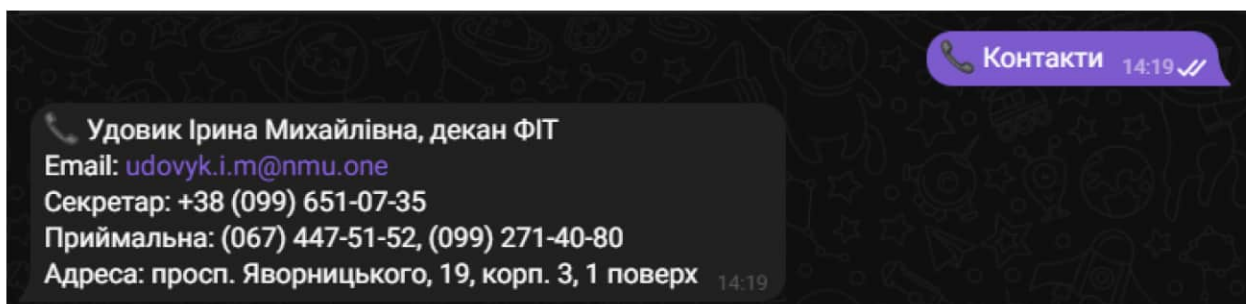 📞 Контакти 14:19
📞 Удовик Ірина Михайлівна, декан ФІТ
Email: udovyk.i.m@nmu.one
Секретар: +38 (099) 651-07-35
Приймальна: (067) 447-51-52, (099) 271-40-80
Адреса: просп. Яворницького, 19, корп. 3, 1 поверх 14:19